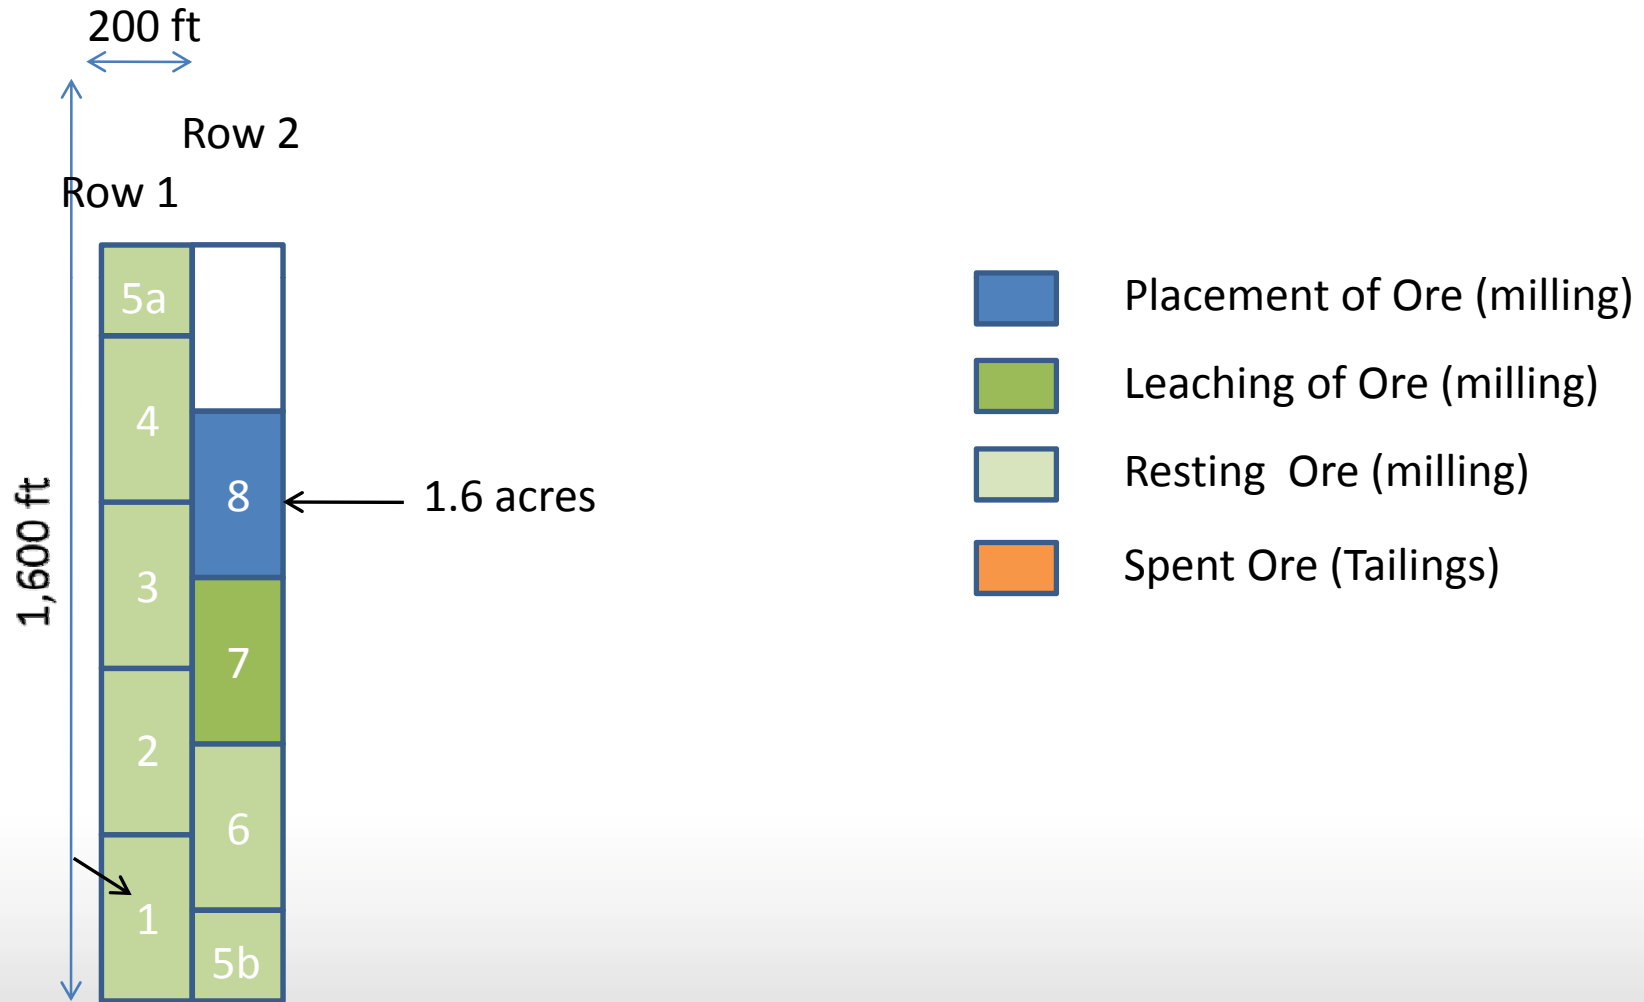 200 ft
Row 2
Row 1
5a
4
8
1.6 acres
3
1,600 ft
7
2
6
1
5b
Placement of Ore (milling)
Leaching of Ore (milling)
Resting Ore (milling)
Spent Ore (Tailings)